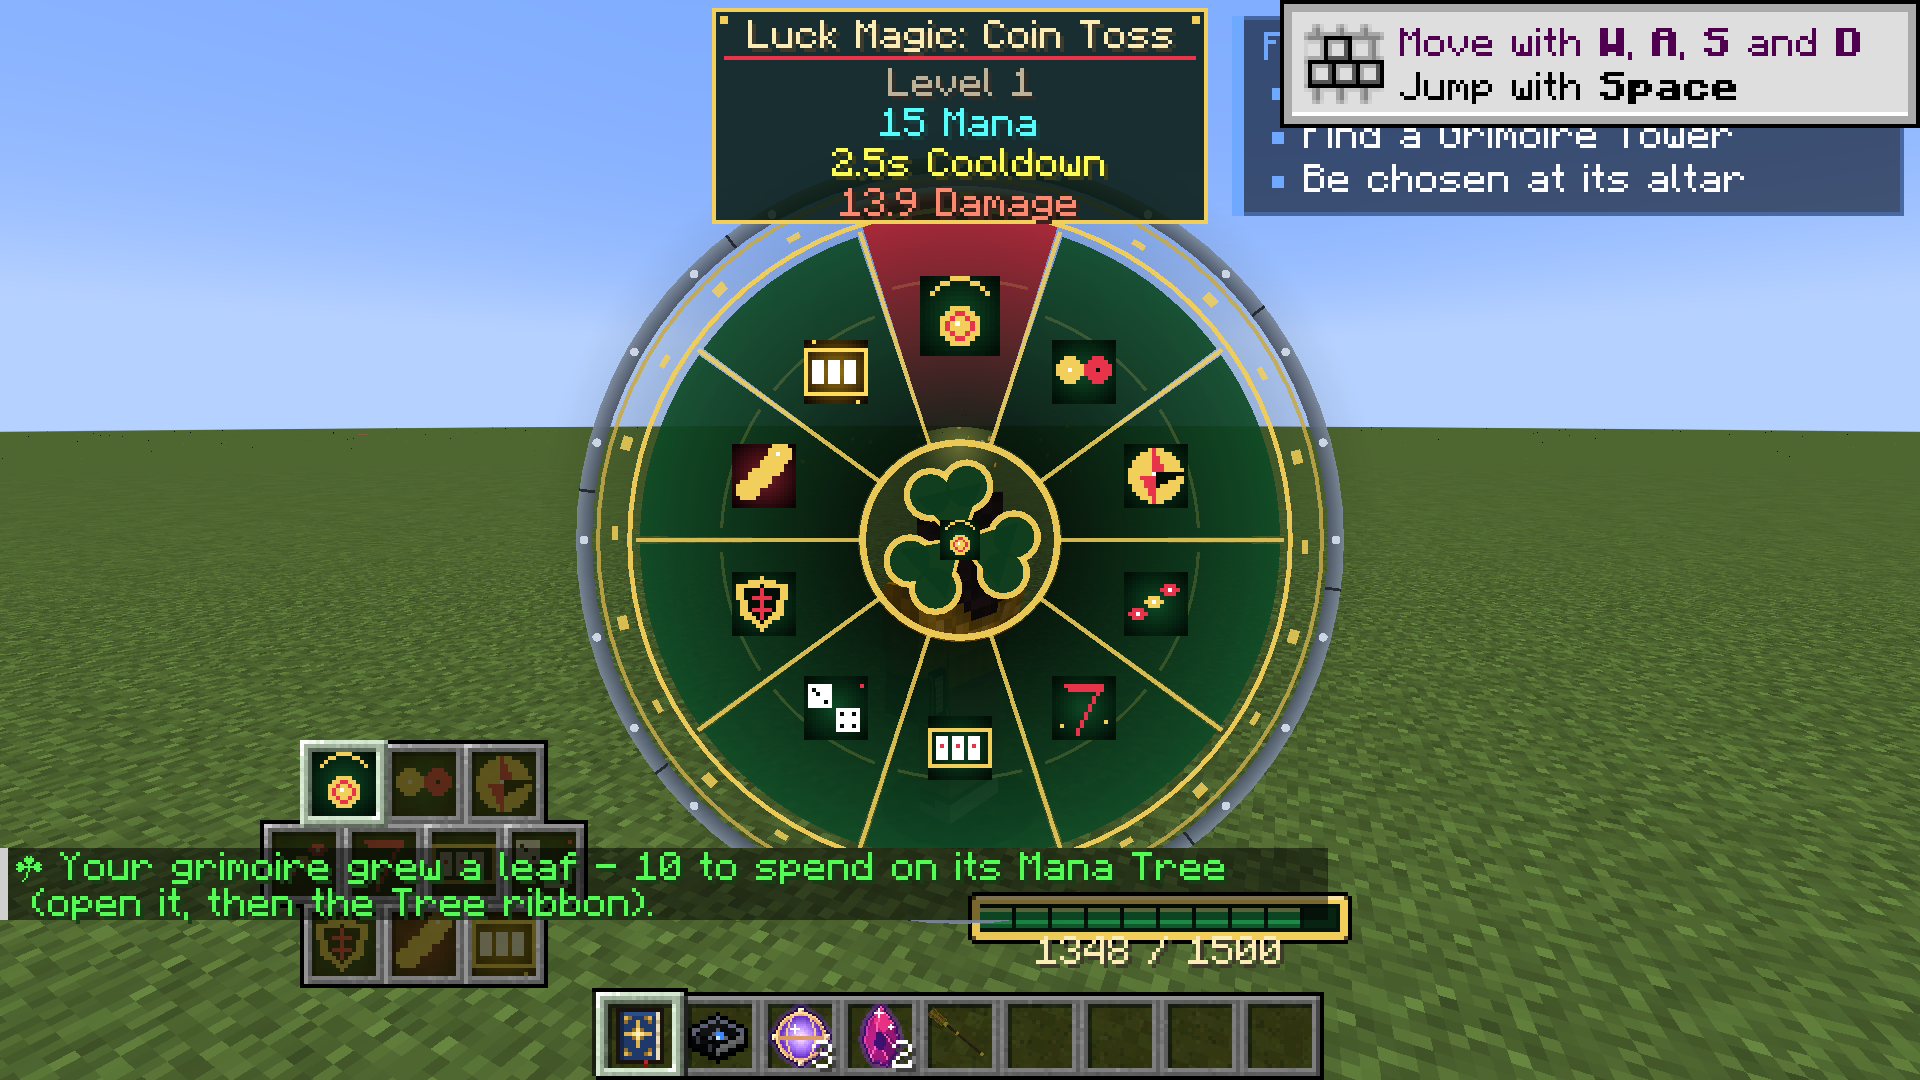 Luck Magic: Coin Toss
Level 1
15 Mana
2.5s Cooldown
13.9 Damage
Move with W, A, S and D
Jump with Space
Find a Grimoire Tower
Be chosen at its altar
7
☘ Your grimoire grew a leaf – 10 to spend on its Mana Tree
(open it, then the Tree ribbon).
1348 / 1500
3
2